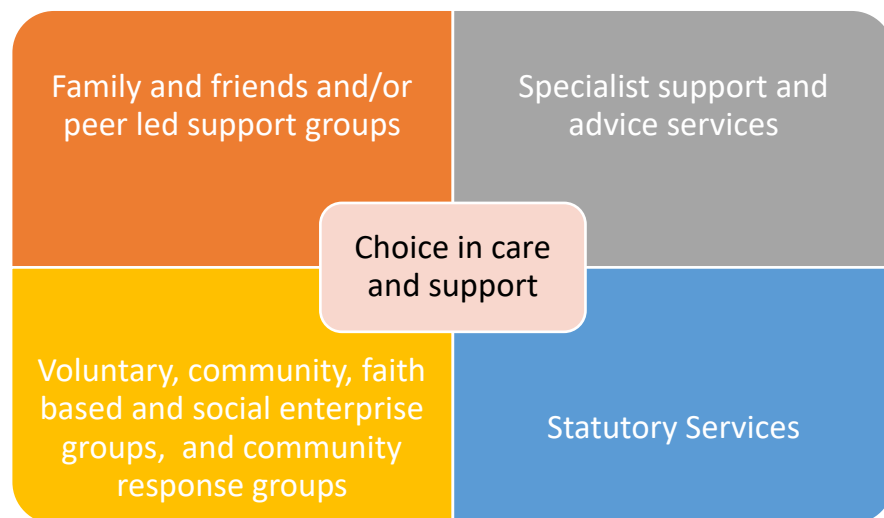 Family and friends and/or
peer led support groups
Specialist support and
advice services
Choice in care
and support
Voluntary, community, faith
based and social enterprise
groups,  and community
response groups
Statutory Services